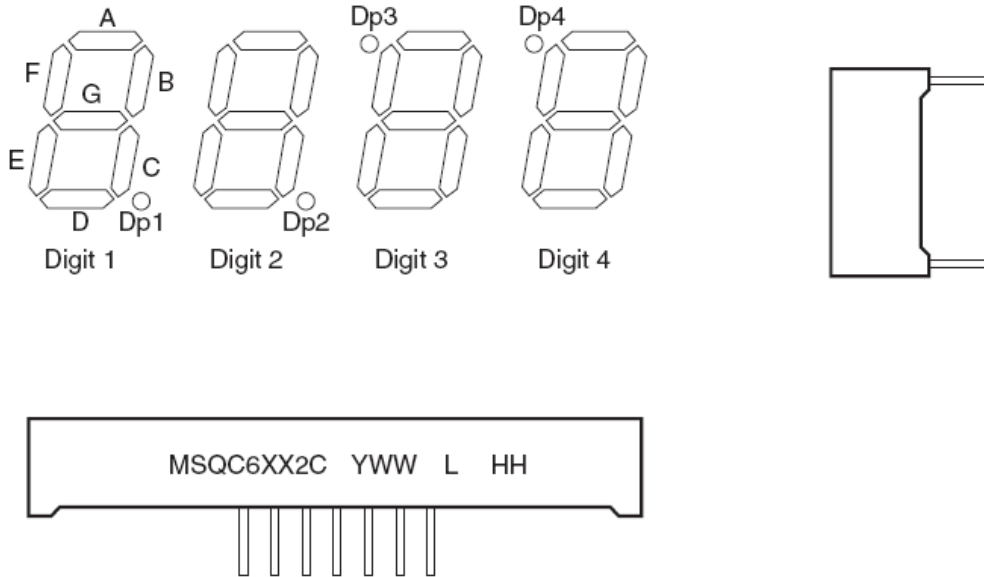 A
Dp3
Dp4
F
B
G
E
C
D
Dp1
Dp2
Digit 1
Digit 2
Digit 3
Digit 4
MSQC6XX2C YWW L HH